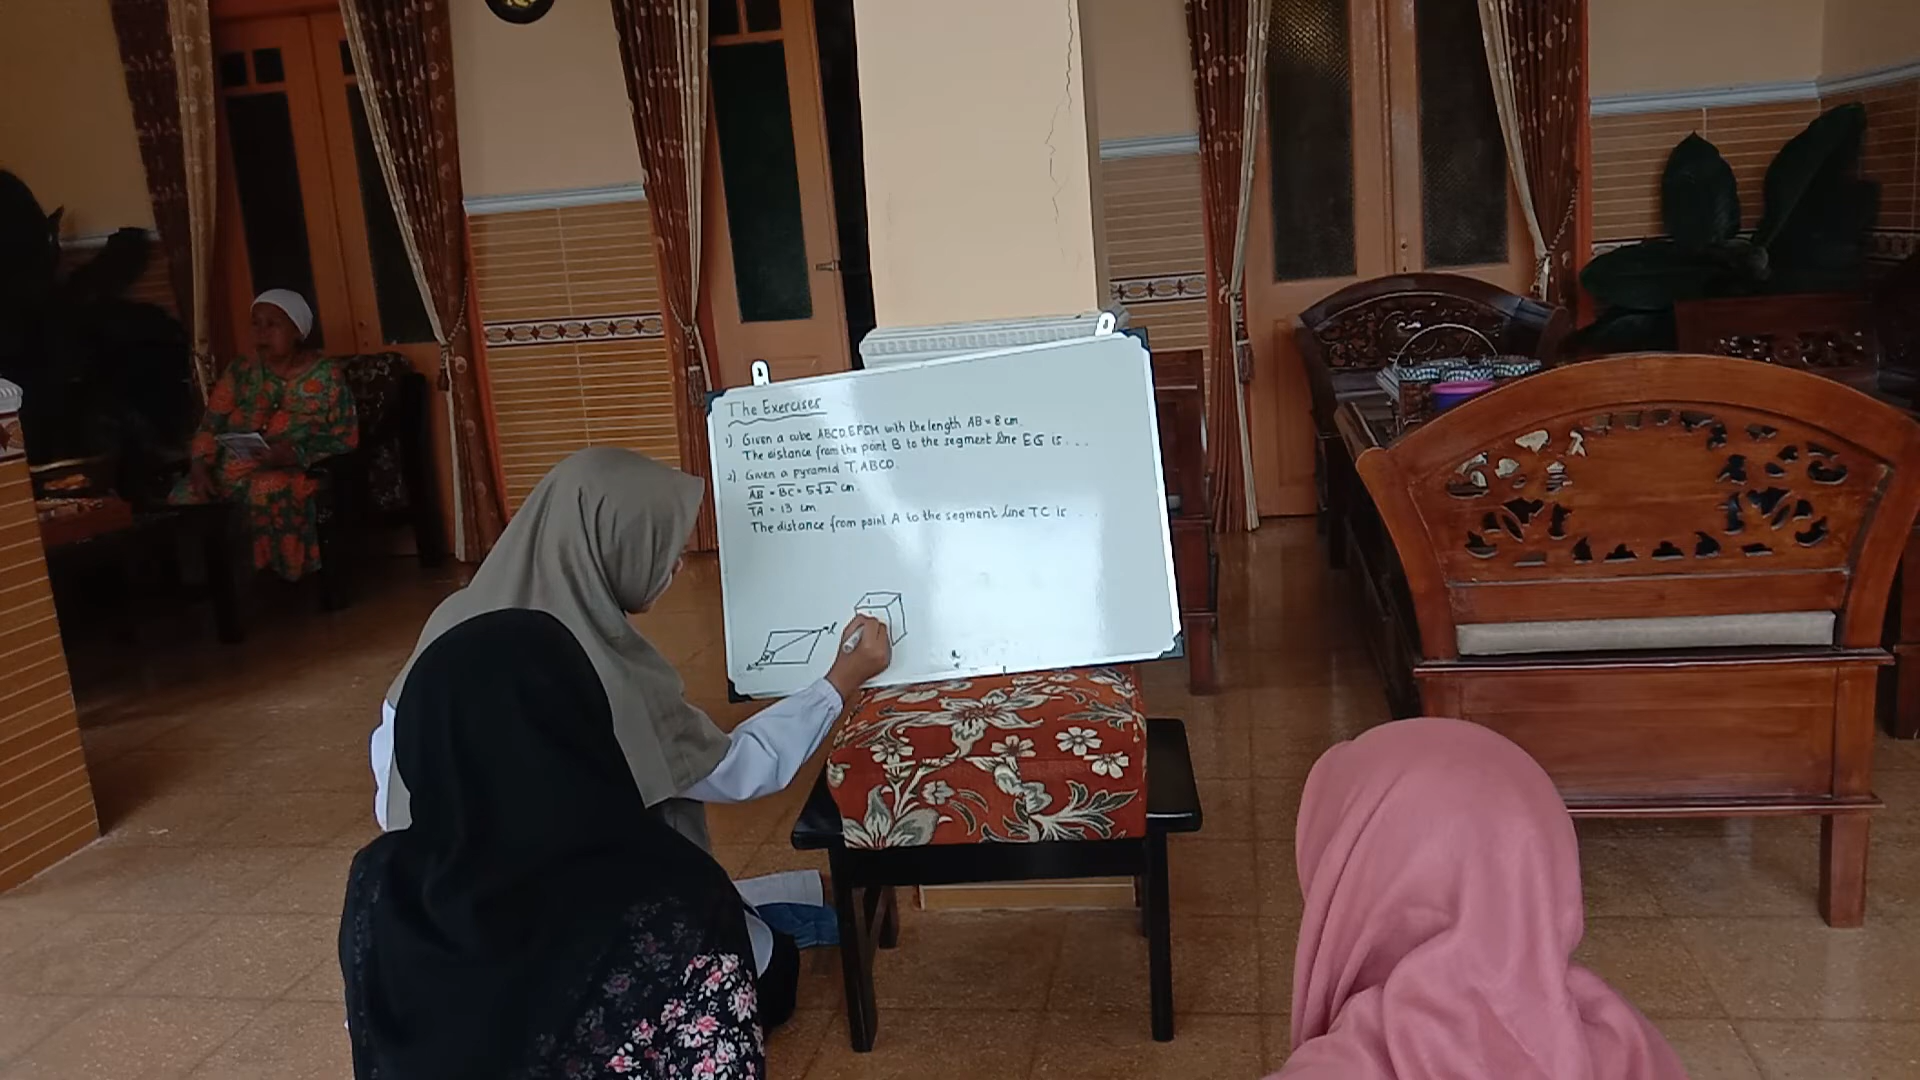 The Exercises
1) Given a cube ABCD.EFGH with the length AB = 8 cm.
The distance from the point B to the segment line EG is . . .
2) Given a pyramid T, ABCD.
AB = BC = 5√2 cm.
TA = 13 cm
The distance from point A to the segment line TC is . . .